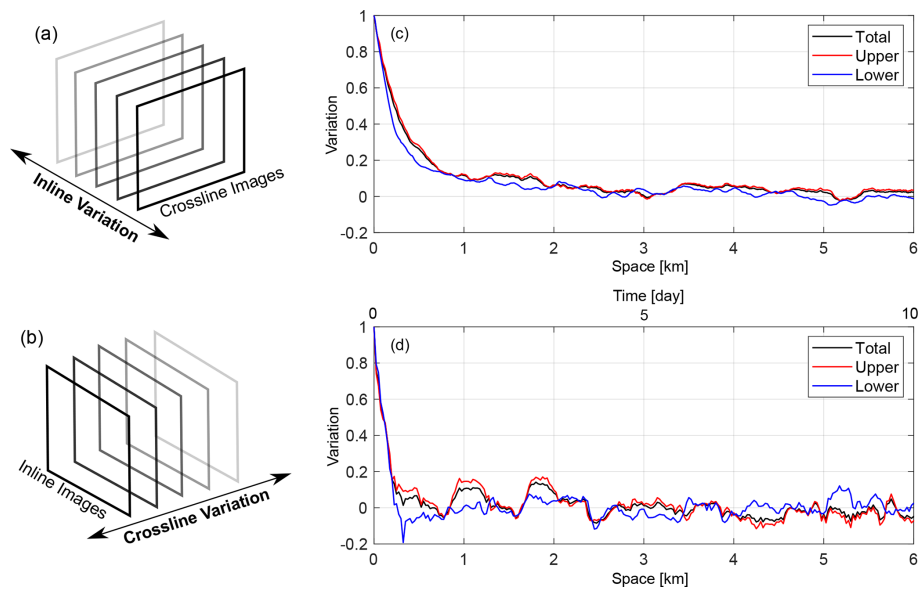 (a)
Inline Variation
Crossline Images
(b)
Inline Images
Crossline Variation
(c)
Total
Upper
Lower
Variation
1
0.8
0.6
0.4
0.2
0
-0.2
0 1 2 3 4 5 6
Space [km]
Time [day]
0 5 10
(d)
Total
Upper
Lower
Variation
1
0.8
0.6
0.4
0.2
0
-0.2
0 1 2 3 4 5 6
Space [km]